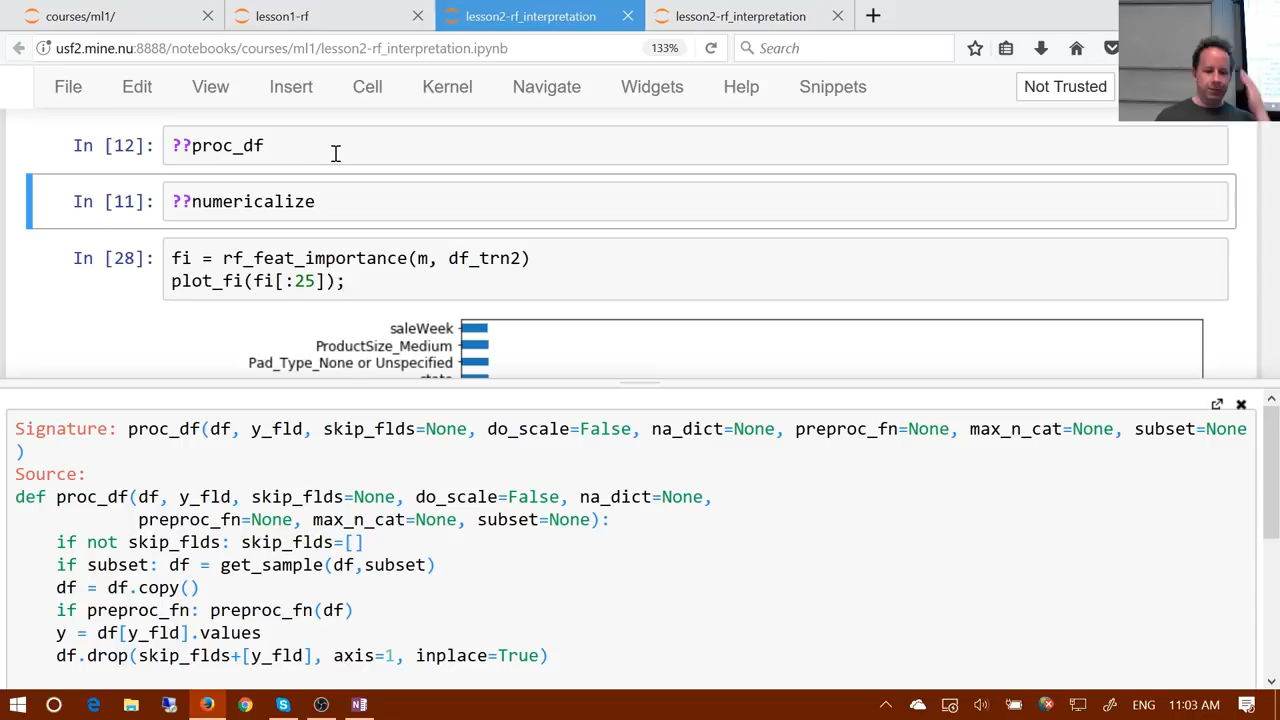 courses/ml1/
lesson1-rf
lesson2-rf_interpretation
lesson2-rf_interpretation
usf2.mine.nu:8888/notebooks/courses/ml1/lesson2-rf_interpretation.ipynb
133%
Search
File Edit View Insert Cell Kernel Navigate Widgets Help Snippets Not Trusted
In [12]: ??proc_df
In [11]: ??numericalize
In [28]: fi = rf_feat_importance(m, df_trn2)
plot_fi(fi[:25]);
saleWeek
ProductSize_Medium
Pad_Type_None or Unspecified
Signature: proc_df(df, y_fld, skip_flds=None, do_scale=False, na_dict=None, preproc_fn=None, max_n_cat=None, subset=None
)
Source:
def proc_df(df, y_fld, skip_flds=None, do_scale=False, na_dict=None,
preproc_fn=None, max_n_cat=None, subset=None):
if not skip_flds: skip_flds=[]
if subset: df = get_sample(df,subset)
df = df.copy()
if preproc_fn: preproc_fn(df)
y = df[y_fld].values
df.drop(skip_flds+[y_fld], axis=1, inplace=True)
ENG 11:03 AM